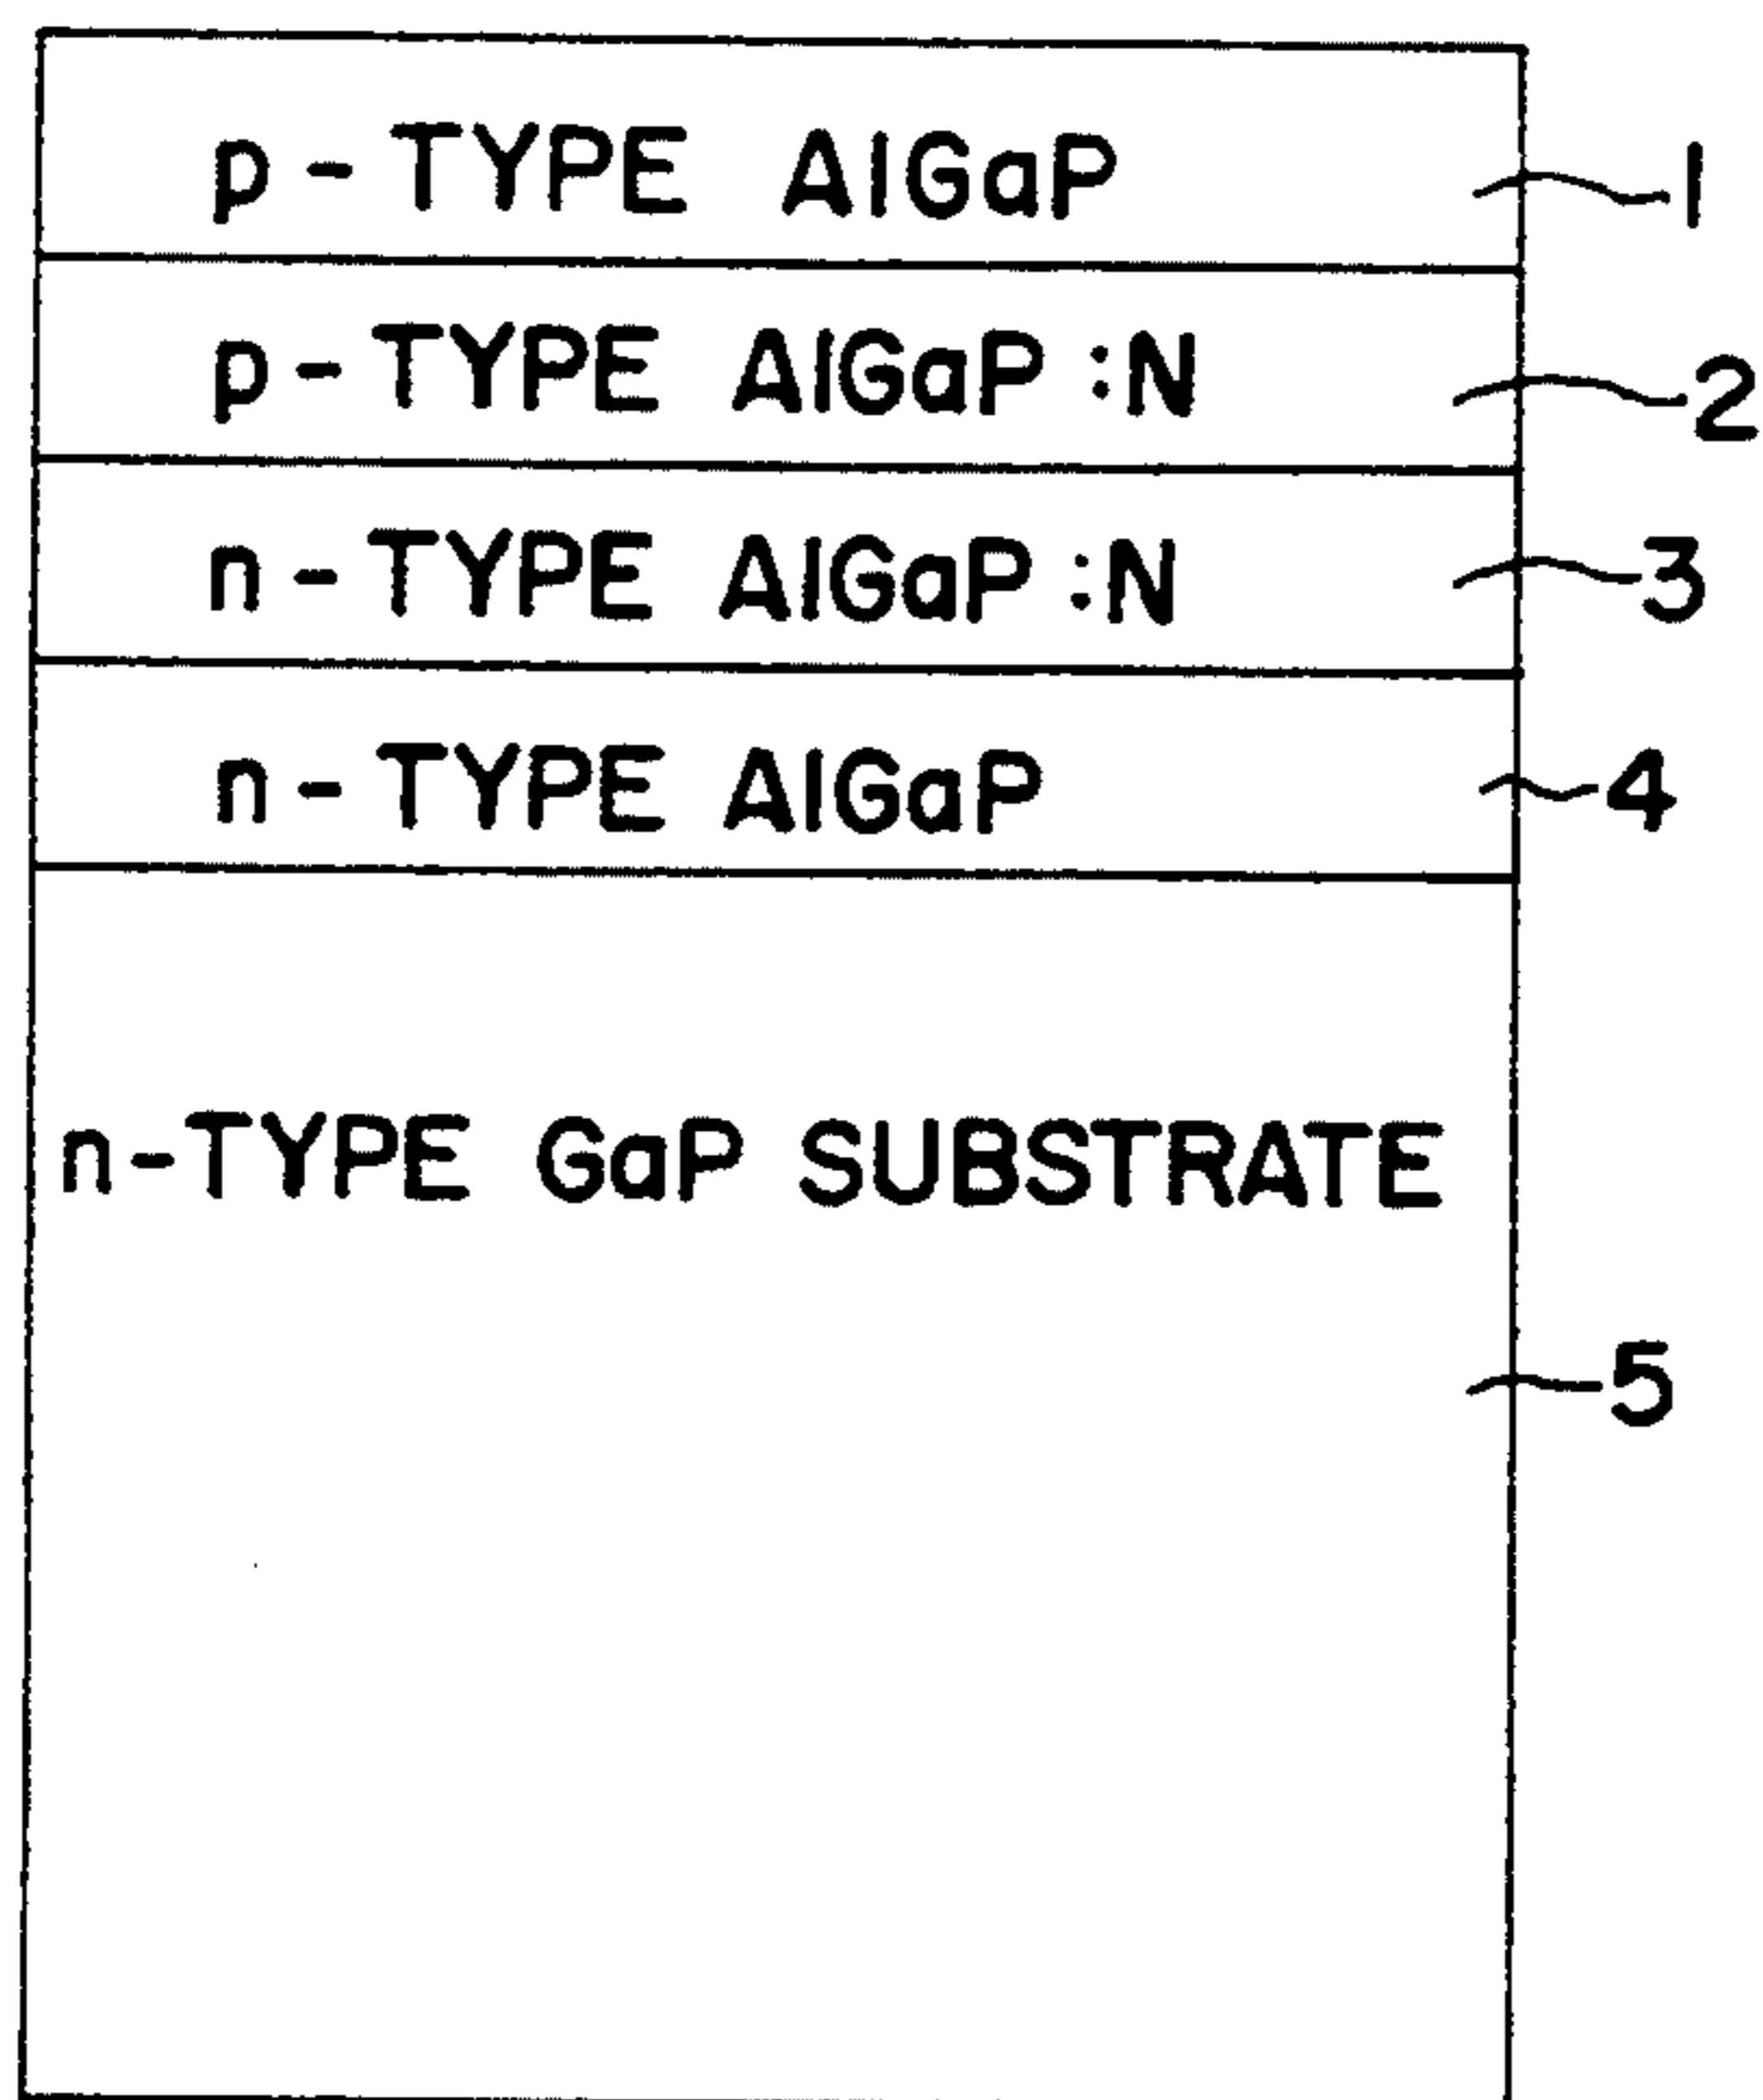 p-TYPE AlGaP 1
p-TYPE AlGaP:N 2
n-TYPE AlGaP:N 3
n-TYPE AlGaP 4
n-TYPE GaP SUBSTRATE
5